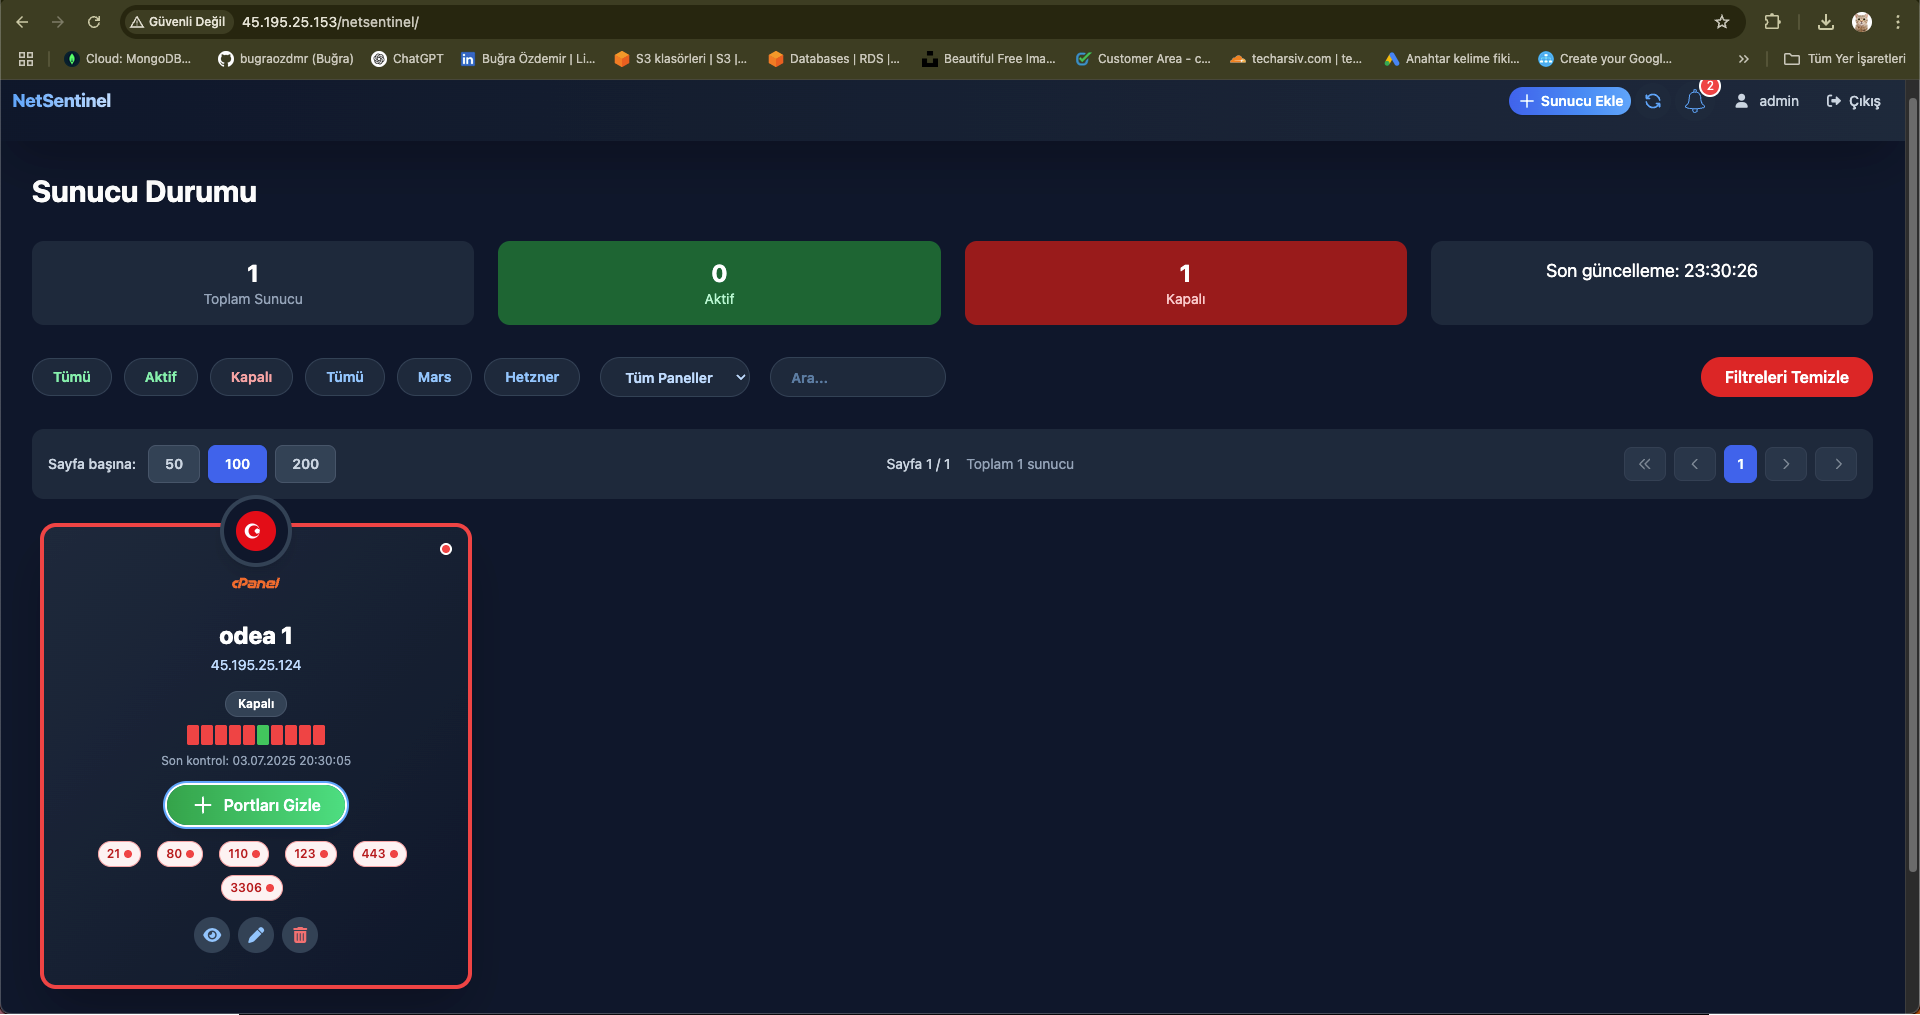 Güvenli Değil 45.195.25.153/netsentinel/
Cloud: MongoDB... bugraozdmr (Buğra) ChatGPT Buğra Özdemir | Li... S3 klasörleri | S3 |... Databases | RDS |... Beautiful Free Ima... Customer Area - c... techarsiv.com | te... Anahtar kelime fiki... Create your Googl... Tüm Yer İşaretleri
NetSentinel + Sunucu Ekle 2 admin Çıkış
Sunucu Durumu
1
Toplam Sunucu
0
Aktif
1
Kapalı
Son güncelleme: 23:30:26
Tümü Aktif Kapalı Tümü Mars Hetzner Tüm Paneller Ara... Filtreleri Temizle
Sayfa başına: 50 100 200 Sayfa 1 / 1 Toplam 1 sunucu « ‹ 1 › ›
cPanel
odea 1
45.195.25.124
Kapalı
Son kontrol: 03.07.2025 20:30:05
+ Portları Gizle
21 80 110 123 443
3306